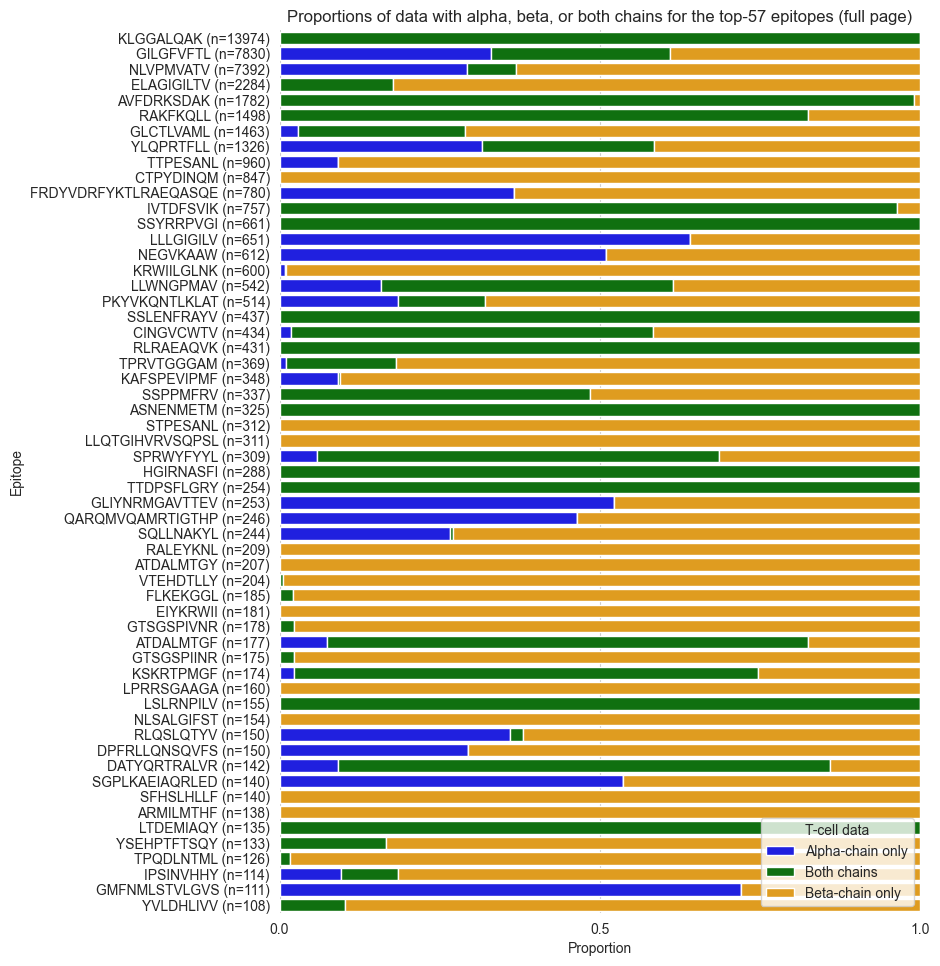 Proportions of data with alpha, beta, or both chains for the top-57 epitopes (full page)
KLGGALQAK (n=13974)
GILGFVFTL (n=7830)
NLVPMVATV (n=7392)
ELAGIGILTV (n=2284)
AVFDRKSDAK (n=1782)
RAKFKQLL (n=1498)
GLCTLVAML (n=1463)
YLQPRTFLL (n=1326)
TTPESANL (n=960)
CTPYDINQM (n=847)
FRDYVDRFYKTLRAEQASQE (n=780)
IVTDFSVIK (n=757)
SSYRRPVGI (n=661)
LLLGIGILV (n=651)
NEGVKAAW (n=612)
KRWIILGLNK (n=600)
LLWNGPMAV (n=542)
PKYVKQNTLKLAT (n=514)
SSLENFRAYV (n=437)
CINGVCWTV (n=434)
RLRAEAQVK (n=431)
TPRVTGGGAM (n=369)
KAFSPEVIPMF (n=348)
SSPPMFRV (n=337)
ASNENMETM (n=325)
STPESANL (n=312)
LLQTGIHVRVSQPSL (n=311)
SPRWYFYYL (n=309)
HGIRNASFI (n=288)
TTDPSFLGRY (n=254)
GLIYNRMGAVTTEV (n=253)
QARQMVQAMRTIGTHP (n=246)
SQLLNAKYL (n=244)
RALEYKNL (n=209)
ATDALMTGY (n=207)
VTEHDTLLY (n=204)
FLKEKGGL (n=185)
EIYKRWII (n=181)
GTSGSPIVNR (n=178)
ATDALMTGF (n=177)
GTSGSPIINR (n=175)
KSKRTPMGF (n=174)
LPRRSGAAGA (n=160)
LSLRNPILV (n=155)
NLSALGIFST (n=154)
RLQSLQTYV (n=150)
DPFRLLQNSQVFS (n=150)
DATYQRTRALVR (n=142)
SGPLKAEIAQRLED (n=140)
SFHSLHLLF (n=140)
ARMILMTHF (n=138)
LTDEMIAQY (n=135)
YSEHPTFTSQY (n=133)
TPQDLNTML (n=126)
IPSINVHHY (n=114)
GMFNMLSTVLGVS (n=111)
YVLDHLIVV (n=108)
Epitope
T-cell data
Alpha-chain only
Both chains
Beta-chain only
0.0
0.5
1.0
Proportion